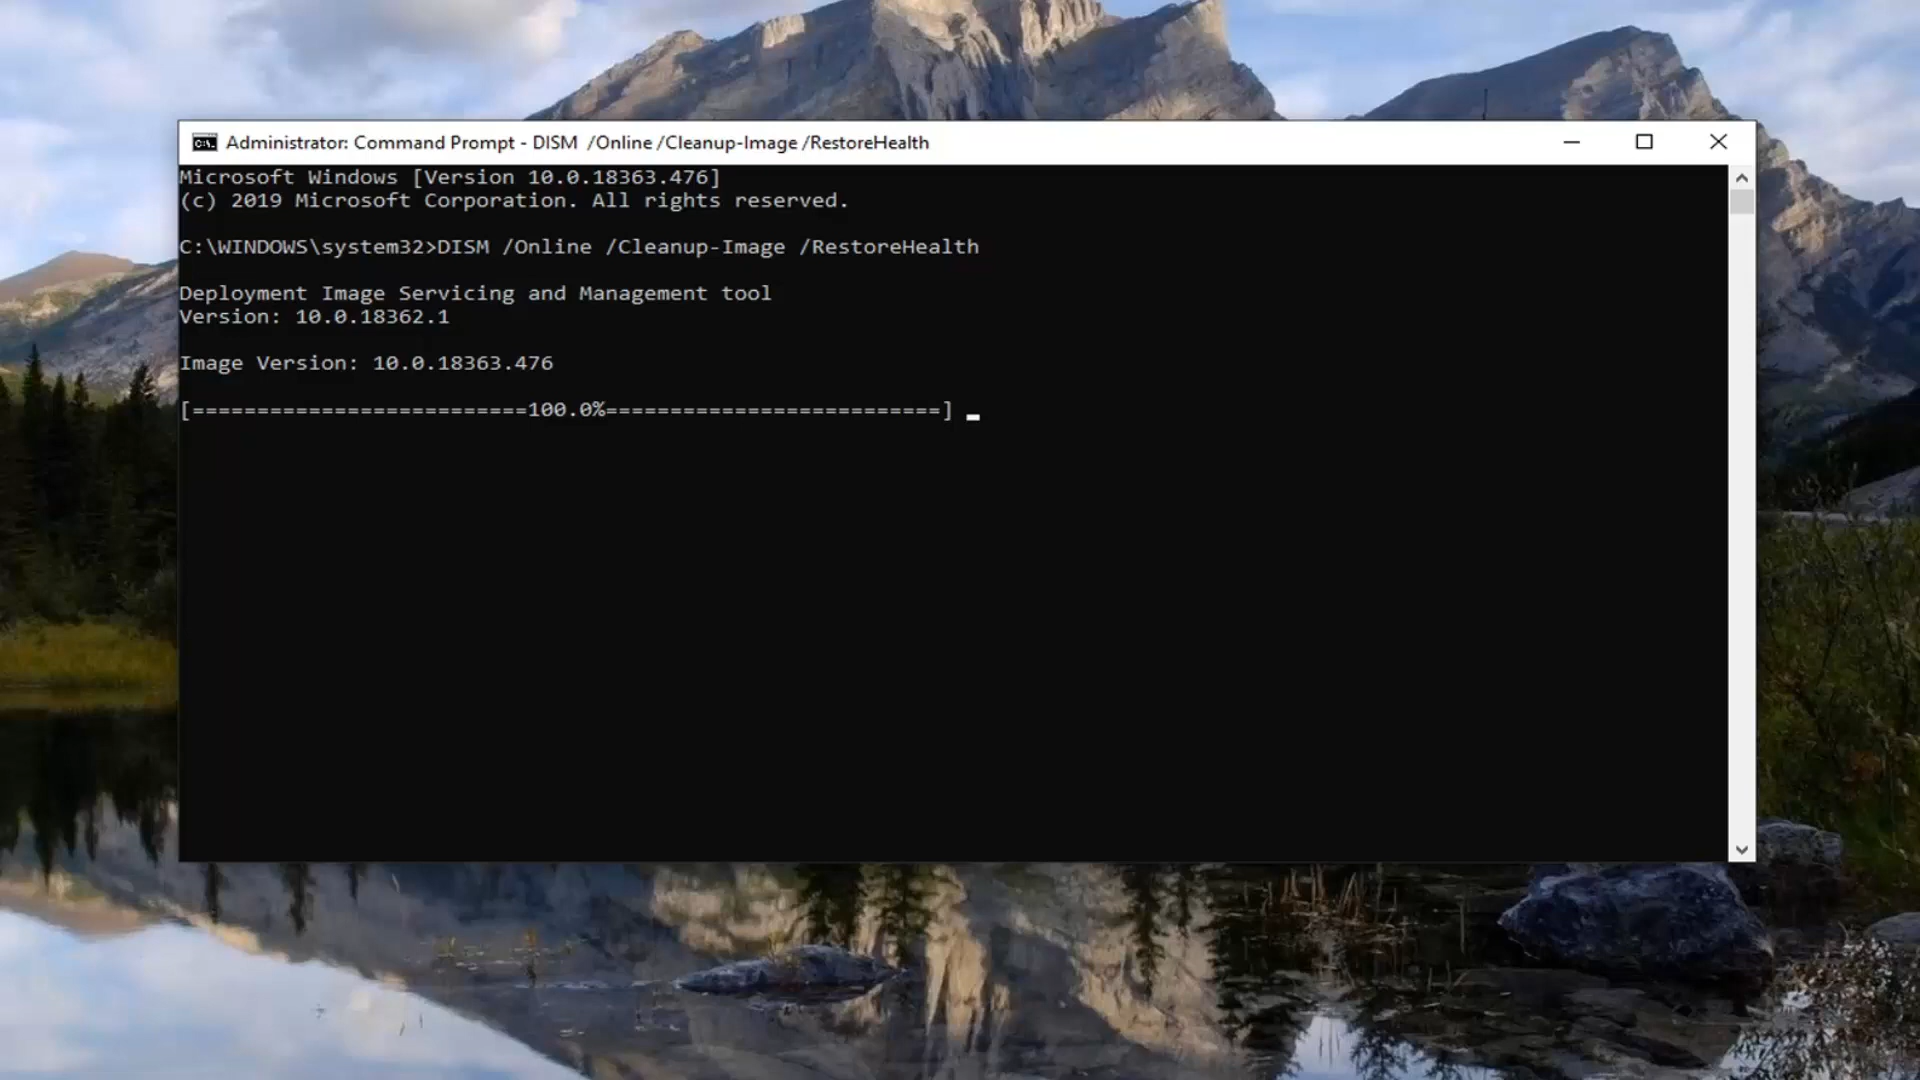 Administrator: Command Prompt - DISM  /Online /Cleanup-Image /RestoreHealth
Microsoft Windows [Version 10.0.18363.476]
(c) 2019 Microsoft Corporation. All rights reserved.
C:\WINDOWS\system32>DISM /Online /Cleanup-Image /RestoreHealth
Deployment Image Servicing and Management tool
Version: 10.0.18362.1
Image Version: 10.0.18363.476
[==========================100.0%==========================]